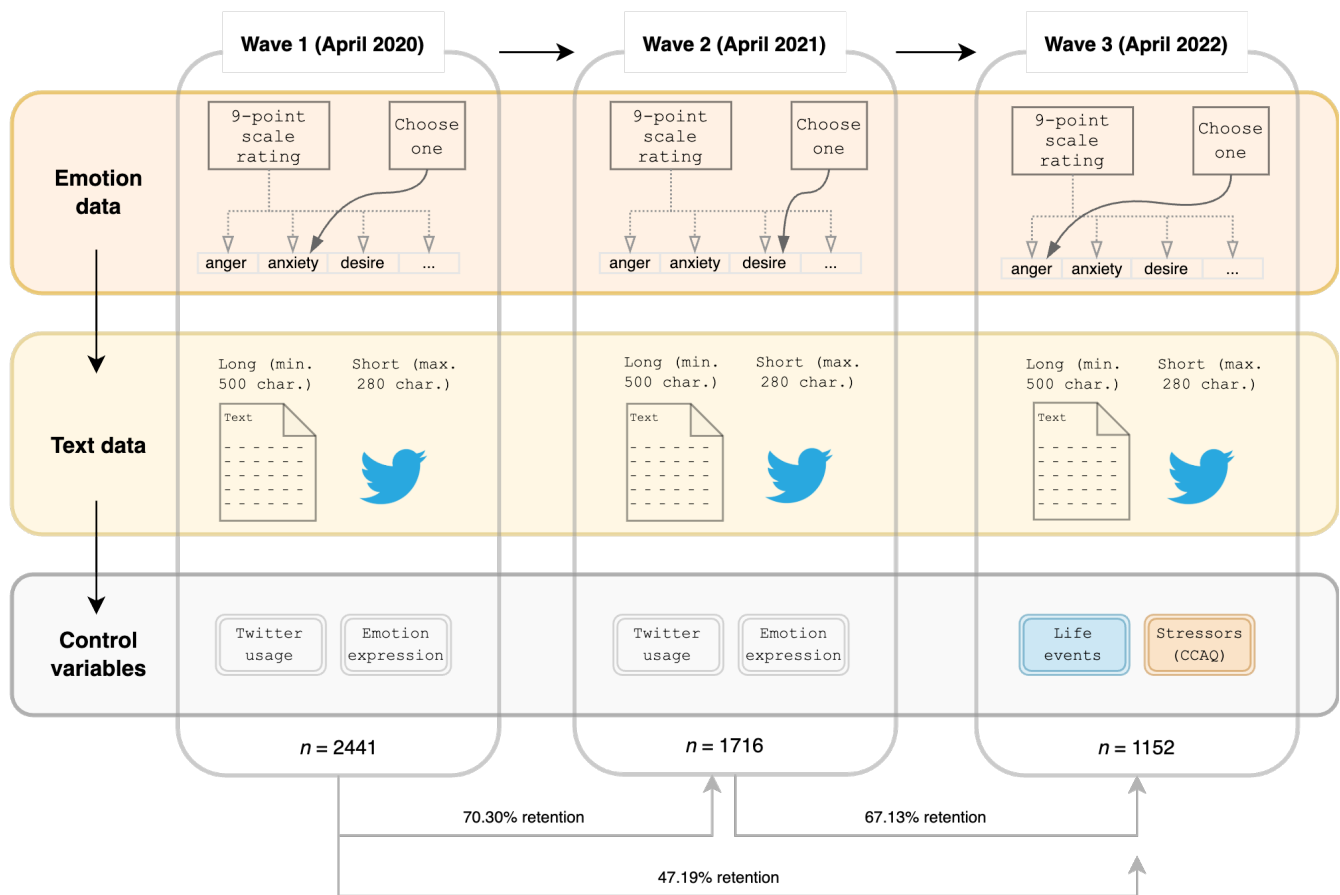 Wave 1 (April 2020)
Wave 2 (April 2021)
Wave 3 (April 2022)
Emotion
data
9-point
scale
rating
Choose
one
anger
anxiety
desire
...
9-point
scale
rating
Choose
one
anger
anxiety
desire
...
9-point
scale
rating
Choose
one
anger
anxiety
desire
...
Text data
Long (min.
500 char.)
Short (max.
280 char.)
Text
Long (min.
500 char.)
Short (max.
280 char.)
Text
Long (min.
500 char.)
Short (max.
280 char.)
Text
Control
variables
Twitter
usage
Emotion
expression
Twitter
usage
Emotion
expression
Life
events
Stressors
(CCAQ)
n = 2441
n = 1716
n = 1152
70.30% retention
67.13% retention
47.19% retention